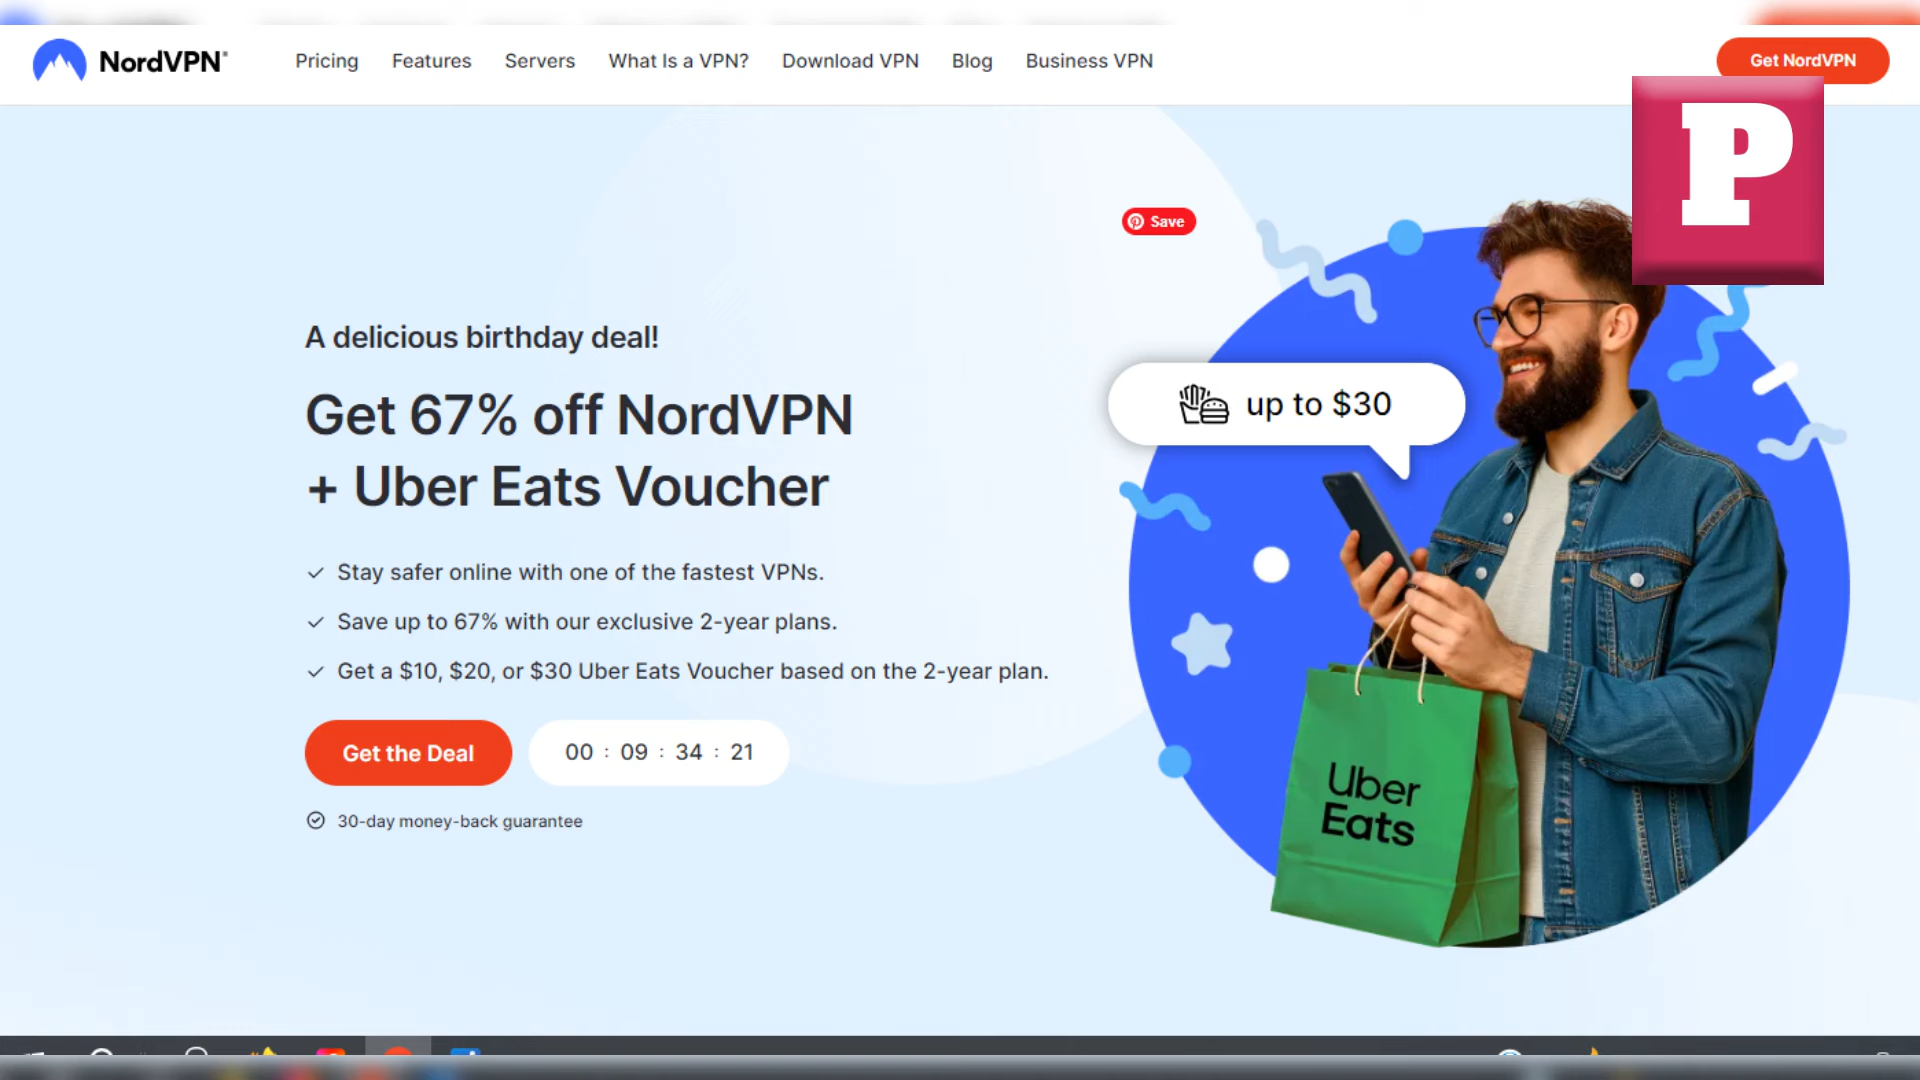 NordVPN®
Pricing
Features
Servers
What Is a VPN?
Download VPN
Blog
Business VPN
Get NordVPN
P
Save
A delicious birthday deal!
Get 67% off NordVPN
+ Uber Eats Voucher
up to $30
Stay safer online with one of the fastest VPNs.
Save up to 67% with our exclusive 2-year plans.
Get a $10, $20, or $30 Uber Eats Voucher based on the 2-year plan.
Get the Deal
00 : 09 : 34 : 21
30-day money-back guarantee
Uber
Eats